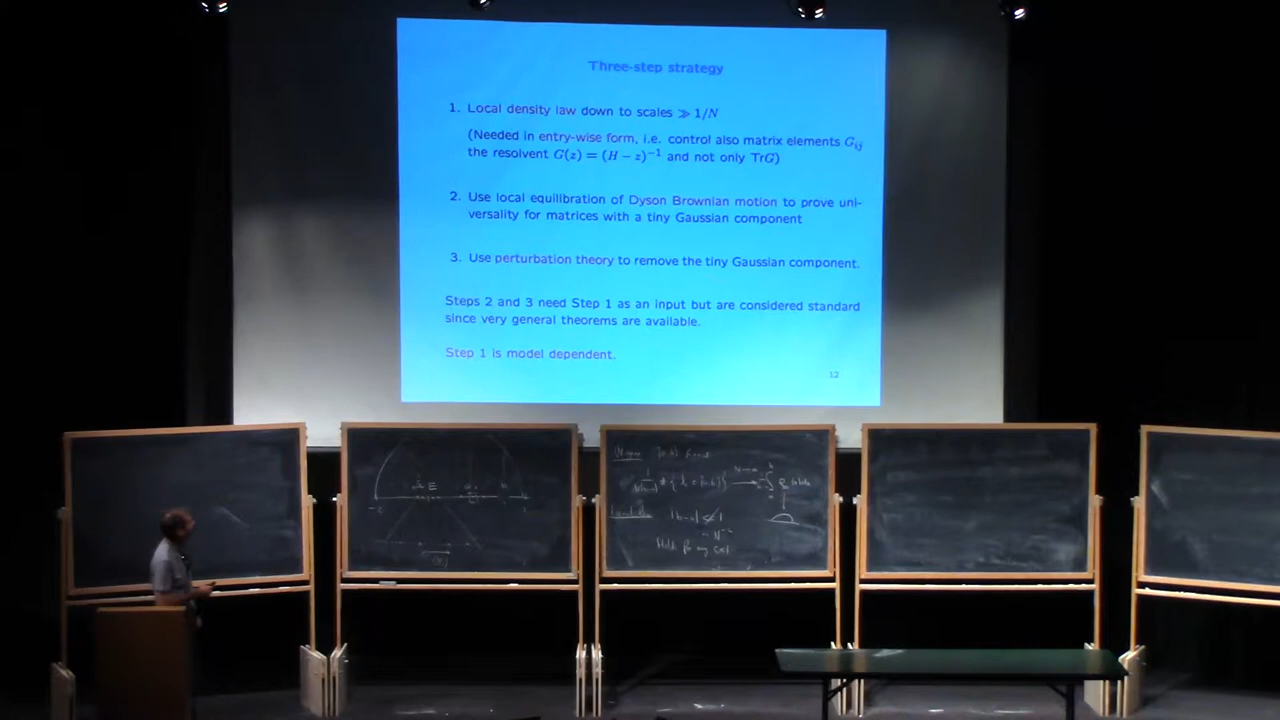 Three-step strategy
1. Local density law down to scales ≫ 1/N
(Needed in entry-wise form, i.e. control also matrix elements G_{ij}
the resolvent G(z) = (H − z)^{−1} and not only TrG)
2. Use local equilibration of Dyson Brownian motion to prove uni-
versality for matrices with a tiny Gaussian component
3. Use perturbation theory to remove the tiny Gaussian component.
Steps 2 and 3 need Step 1 as an input but are considered standard
since very general theorems are available.
Step 1 is model dependent.
12